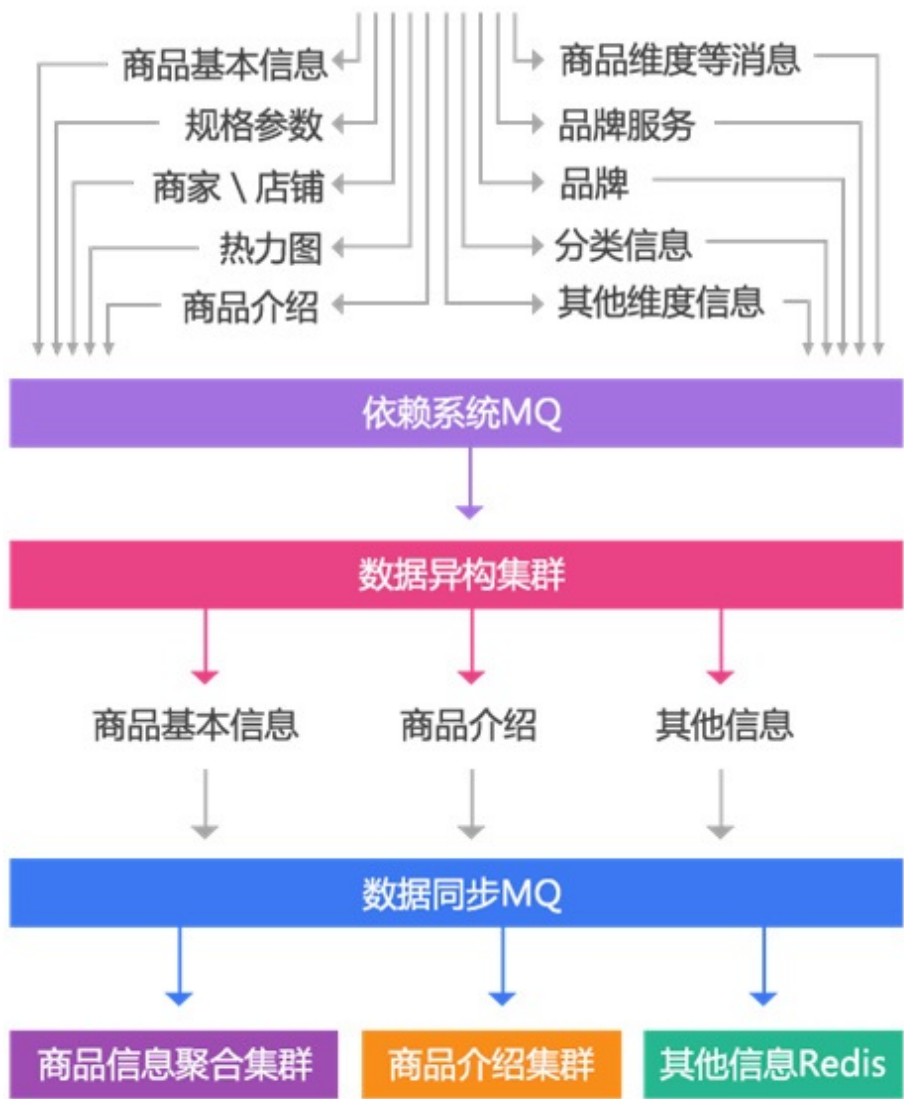 商品基本信息
商品维度等消息
规格参数
品牌服务
商家 \ 店铺
品牌
热力图
分类信息
商品介绍
其他维度信息
依赖系统MQ
数据异构集群
商品基本信息
商品介绍
其他信息
数据同步MQ
商品信息聚合集群
商品介绍集群
其他信息Redis